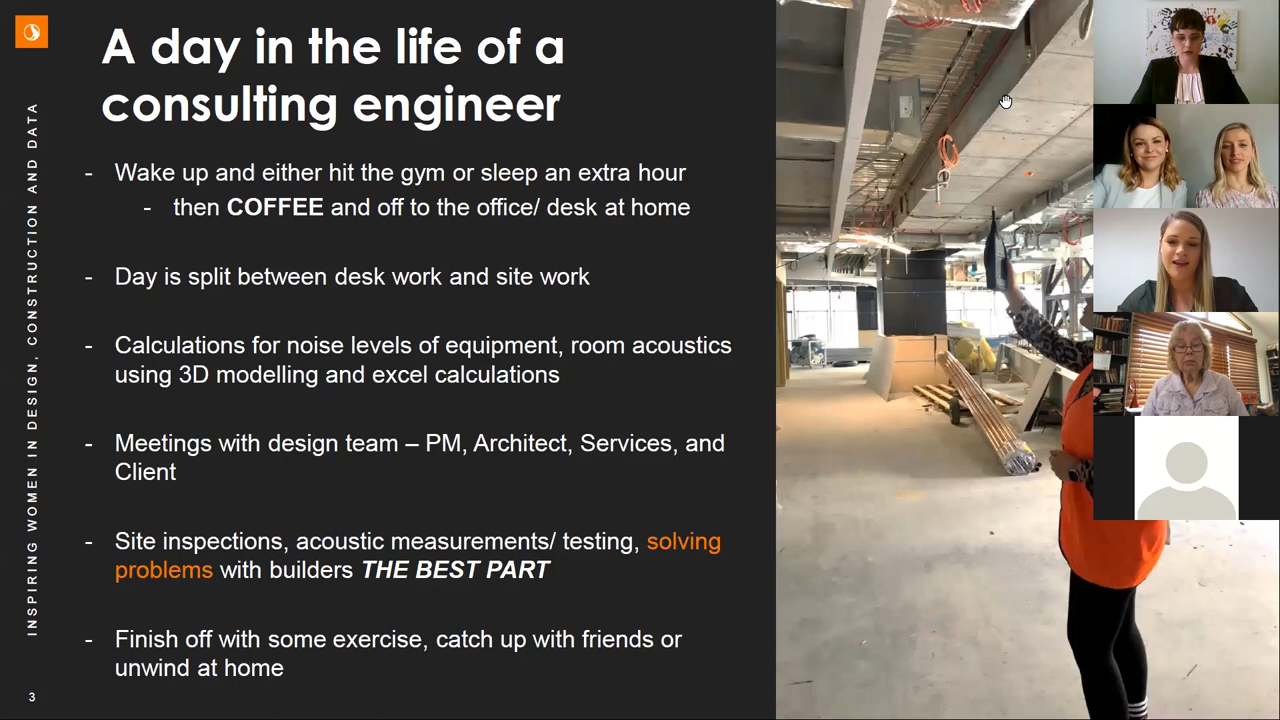 A day in the life of a
consulting engineer
- Wake up and either hit the gym or sleep an extra hour
- then COFFEE and off to the office/ desk at home
- Day is split between desk work and site work
- Calculations for noise levels of equipment, room acoustics
using 3D modelling and excel calculations
- Meetings with design team – PM, Architect, Services, and
Client
- Site inspections, acoustic measurements/ testing, solving
problems with builders THE BEST PART
- Finish off with some exercise, catch up with friends or
unwind at home
INSPIRING WOMEN IN DESIGN, CONSTRUCTION AND DATA
3